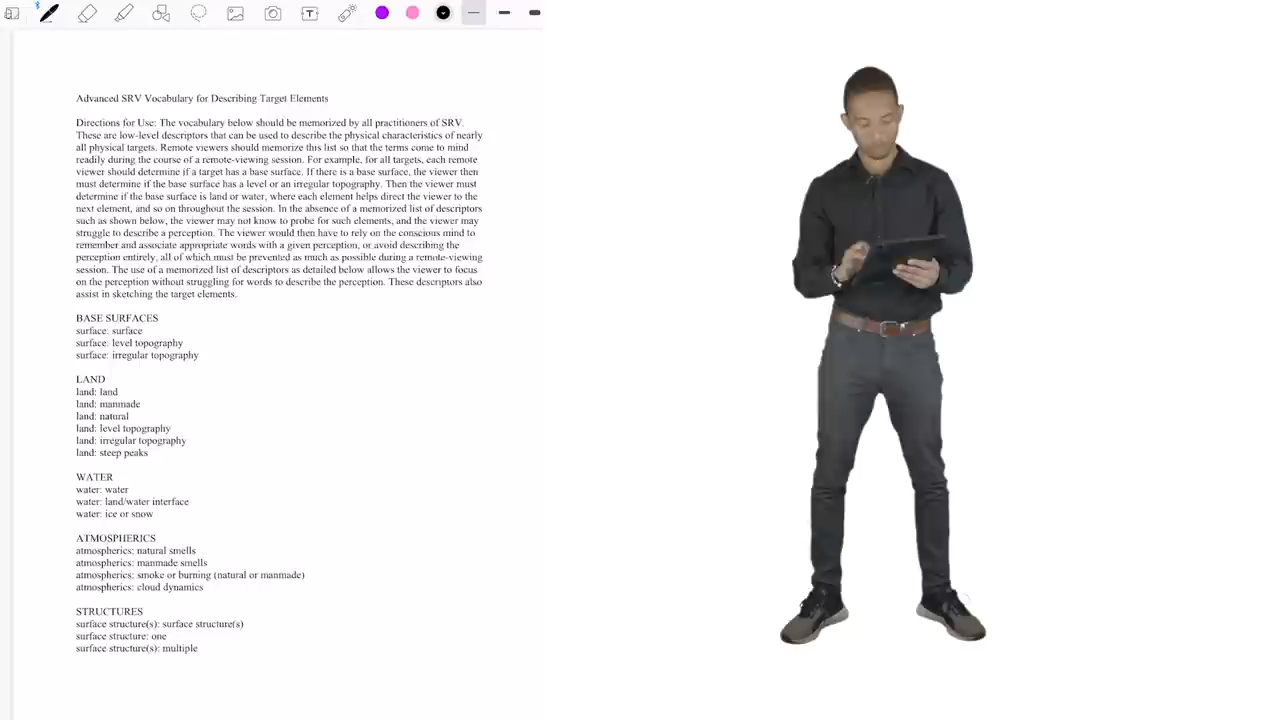 T
Advanced SRV Vocabulary for Describing Target Elements
Directions for Use: The vocabulary below should be memorized by all practitioners of SRV.
These are low-level descriptors that can be used to describe the physical characteristics of nearly
all physical targets. Remote viewers should memorize this list so that the terms come to mind
readily during the course of a remote-viewing session. For example, for all targets, each remote
viewer should determine if a target has a base surface. If there is a base surface, the viewer then
must determine if the base surface has a level or an irregular topography. Then the viewer must
determine if the base surface is land or water, where each element helps direct the viewer to the
next element, and so on throughout the session. In the absence of a memorized list of descriptors
such as shown below, the viewer may not know to probe for such elements, and the viewer may
struggle to describe a perception. The viewer would then have to rely on the conscious mind to
remember and associate appropriate words with a given perception, or avoid describing the
perception entirely, all of which must be prevented as much as possible during a remote-viewing
session. The use of a memorized list of descriptors as detailed below allows the viewer to focus
on the perception without struggling for words to describe the perception. These descriptors also
assist in sketching the target elements.
BASE SURFACES
surface: surface
surface: level topography
surface: irregular topography
LAND
land: land
land: manmade
land: natural
land: level topography
land: irregular topography
land: steep peaks
WATER
water: water
water: land/water interface
water: ice or snow
ATMOSPHERICS
atmospherics: natural smells
atmospherics: manmade smells
atmospherics: smoke or burning (natural or manmade)
atmospherics: cloud dynamics
STRUCTURES
surface structure(s): surface structure(s)
surface structure: one
surface structure(s): multiple